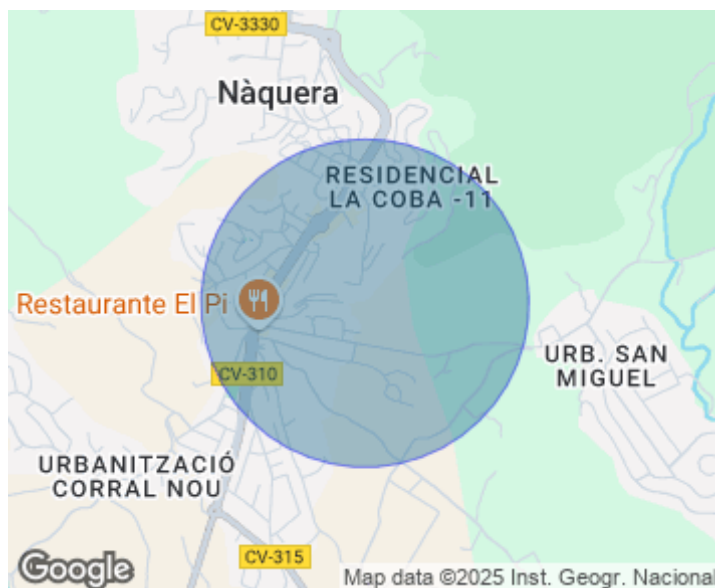 CV-3330
Nàquera
RESIDENCIAL
LA COBA -11
Restaurante El Pi
URB. SAN
MIGUEL
CV-310
URBANITZACIÓ
CORRAL NOU
CV-315
Google
Map data ©2025 Inst. Geogr. Nacional